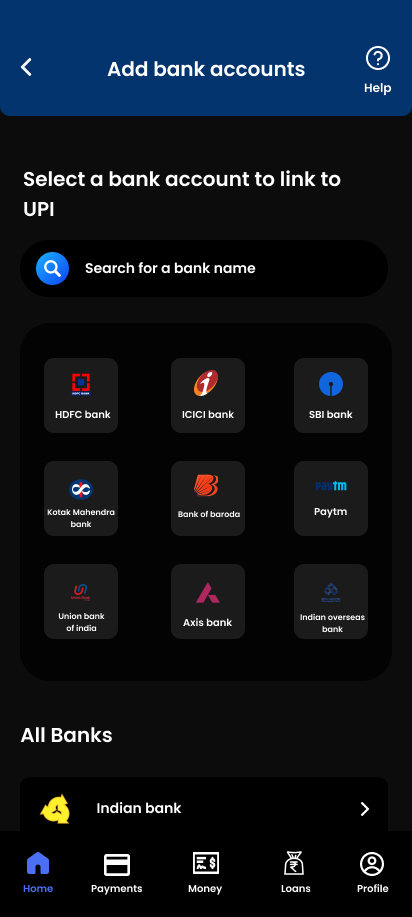 Add bank accounts
Help
Select a bank account to link to
UPI
Search for a bank name
HDFC bank
ICICI bank
SBI bank
Kotak Mahendra
bank
Bank of baroda
paytm
Paytm
Union bank
of india
Axis bank
Indian overseas
bank
All Banks
Indian bank
Home
Payments
Money
Loans
Profile